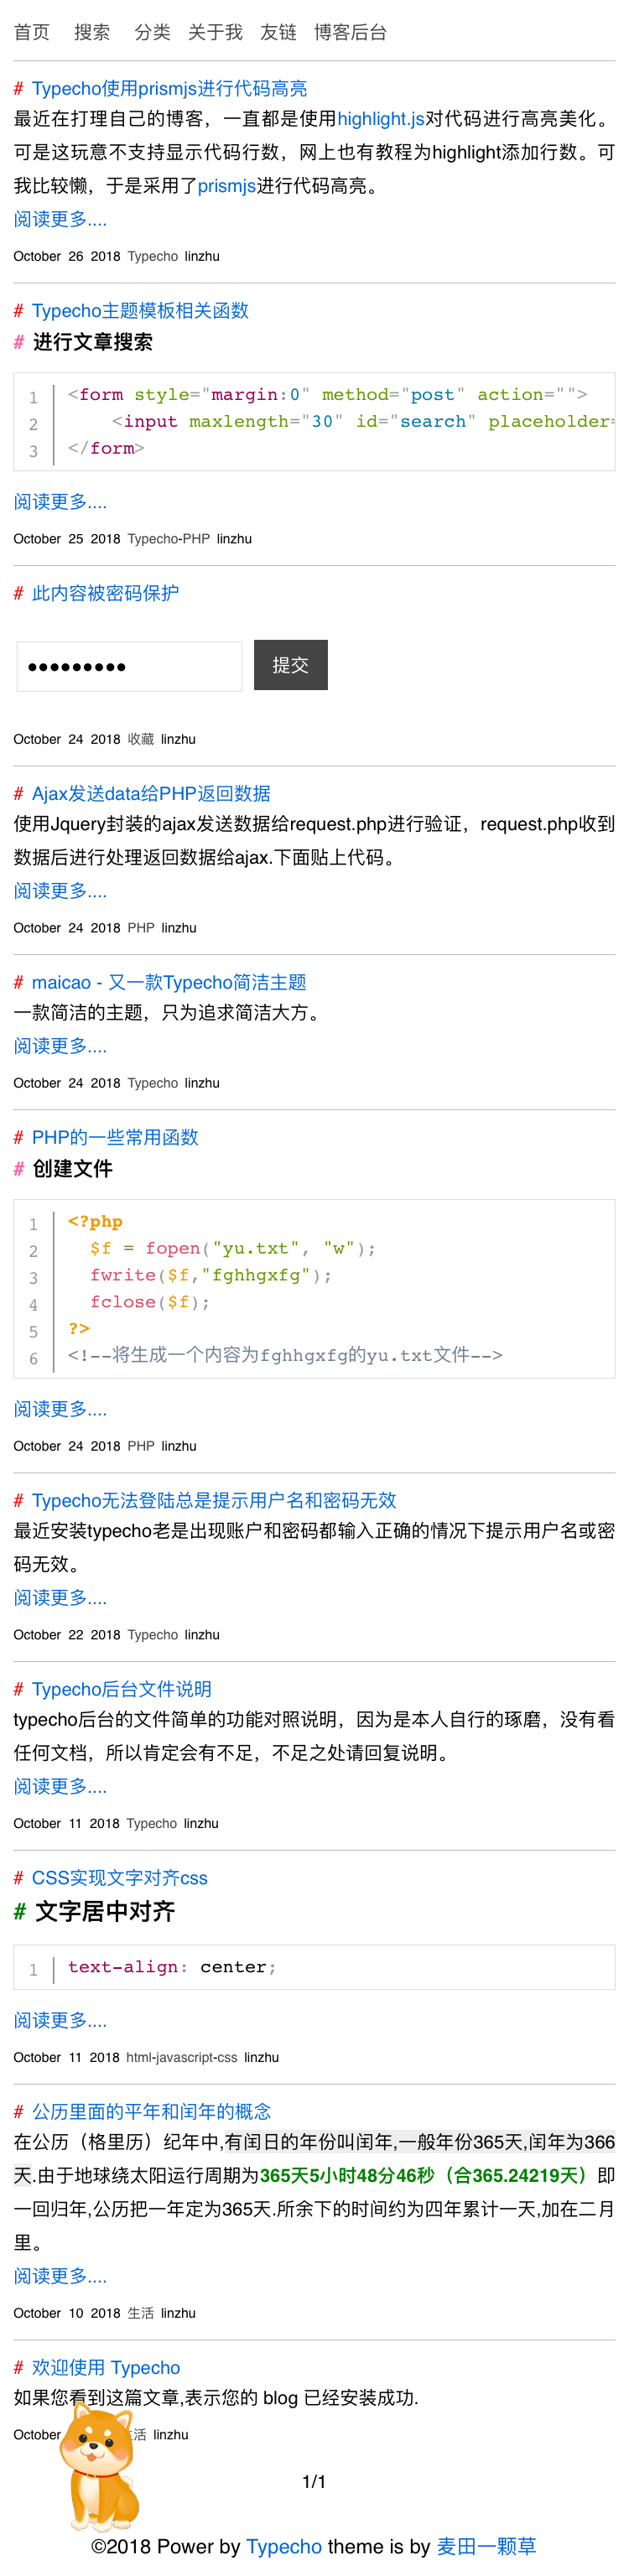 首页 搜索 分类 关于我 友链 博客后台
# Typecho使用prismjs进行代码高亮
最近在打理自己的博客，一直都是使用highlight.js对代码进行高亮美化。
可是这玩意不支持显示代码行数，网上也有教程为highlight添加行数。可
我比较懒，于是采用了prismjs进行代码高亮。
阅读更多....
October 26 2018 Typecho linzhu
# Typecho主题模板相关函数
# 进行文章搜索
1 <form style="margin:0" method="post" action="">
2 <input maxlength="30" id="search" placeholder=
3 </form>
阅读更多....
October 25 2018 Typecho-PHP linzhu
# 此内容被密码保护
●●●●●●●●● 提交
October 24 2018 收藏 linzhu
# Ajax发送data给PHP返回数据
使用Jquery封装的ajax发送数据给request.php进行验证，request.php收到
数据后进行处理返回数据给ajax.下面贴上代码。
阅读更多....
October 24 2018 PHP linzhu
# maicao - 又一款Typecho简洁主题
一款简洁的主题，只为追求简洁大方。
阅读更多....
October 24 2018 Typecho linzhu
# PHP的一些常用函数
# 创建文件
1 <?php
2 $f = fopen("yu.txt", "w");
3 fwrite($f,"fghhgxfg");
4 fclose($f);
5 ?>
6 <!--将生成一个内容为fghhgxfg的yu.txt文件-->
阅读更多....
October 24 2018 PHP linzhu
# Typecho无法登陆总是提示用户名和密码无效
最近安装typecho老是出现账户和密码都输入正确的情况下提示用户名或密
码无效。
阅读更多....
October 22 2018 Typecho linzhu
# Typecho后台文件说明
typecho后台的文件简单的功能对照说明，因为是本人自行的琢磨，没有看
任何文档，所以肯定会有不足，不足之处请回复说明。
阅读更多....
October 11 2018 Typecho linzhu
# CSS实现文字对齐css
# 文字居中对齐
1 text-align: center;
阅读更多....
October 11 2018 html-javascript-css linzhu
# 公历里面的平年和闰年的概念
在公历（格里历）纪年中,有闰日的年份叫闰年,一般年份365天,闰年为366
天.由于地球绕太阳运行周期为365天5小时48分46秒（合365.24219天）即
一回归年,公历把一年定为365天.所余下的时间约为四年累计一天,加在二月
里。
阅读更多....
October 10 2018 生活 linzhu
# 欢迎使用 Typecho
如果您看到这篇文章,表示您的 blog 已经安装成功.
October 活 linzhu
1/1
©2018 Power by Typecho theme is by 麦田一颗草